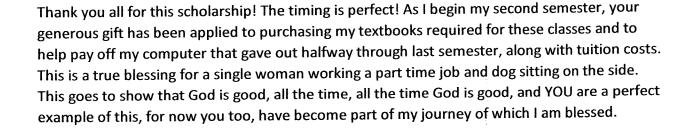 Thank you all for this scholarship! The timing is perfect! As I begin my second semester, your
generous gift has been applied to purchasing my textbooks required for these classes and to
help pay off my computer that gave out halfway through last semester, along with tuition costs.
This is a true blessing for a single woman working a part time job and dog sitting on the side.
This goes to show that God is good, all the time, all the time God is good, and YOU are a perfect
example of this, for now you too, have become part of my journey of which I am blessed.